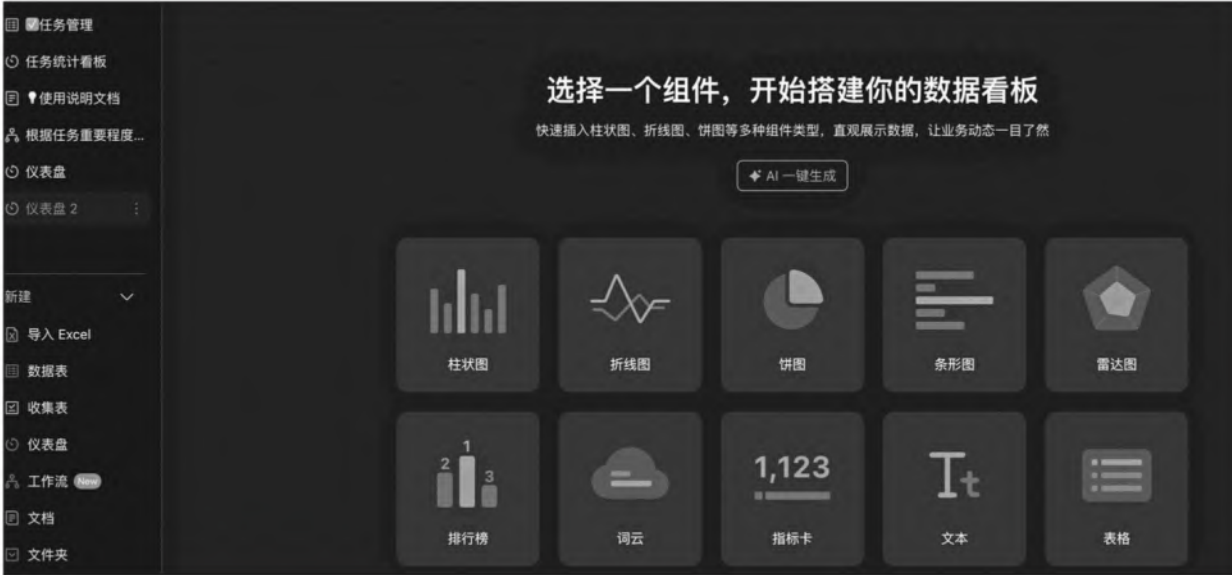 任务管理
任务统计看板
使用说明文档
根据任务重要程度...
仪表盘
仪表盘 2
新建
导入 Excel
数据表
收集表
仪表盘
工作流 New
文档
文件夹
选择一个组件，开始搭建你的数据看板
快速插入柱状图、折线图、饼图等多种组件类型，直观展示数据，让业务动态一目了然
AI 一键生成
柱状图
折线图
饼图
条形图
雷达图
2 1 3
排行榜
词云
1,123
指标卡
Tt
文本
表格